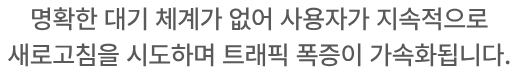 명확한 대기 체계가 없어 사용자가 지속적으로
새로고침을 시도하며 트래픽 폭증이 가속화됩니다.